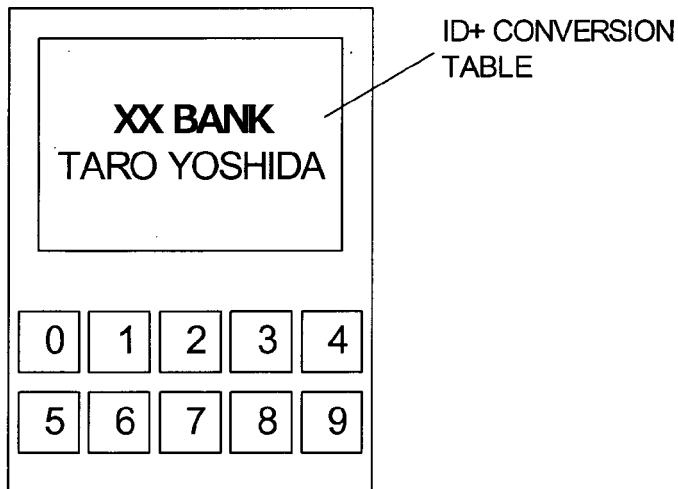 ID+ CONVERSION
TABLE
XX BANK
TARO YOSHIDA
0 1 2 3 4
5 6 7 8 9